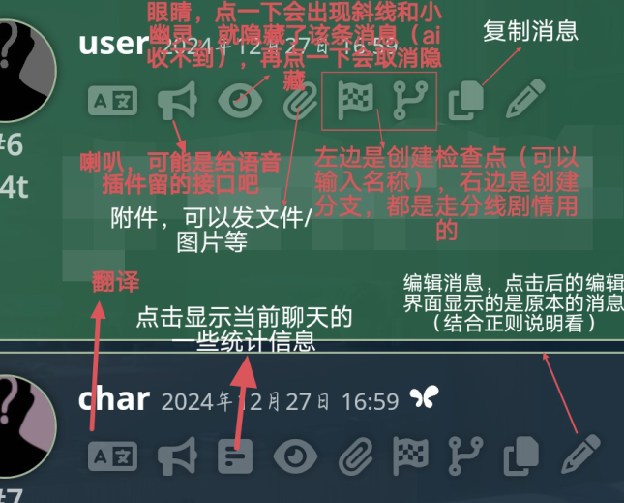 眼睛，点一下会出现斜线和小
幽灵，就隐藏了该条消息（ai
收不到），再点一下会取消隐
藏
复制消息
user 2024年12月27日 16:59
#6
4t
喇叭，可能是给语音
插件留的接口吧
左边是创建检查点（可以
输入名称），右边是创建
分支，都是走分线剧情用
的
附件，可以发文件/
图片等
翻译
点击显示当前聊天的
一些统计信息
编辑消息，点击后的编辑
界面显示的是原本的消息
（结合正则说明看）
char 2024年12月27日 16:59
#7